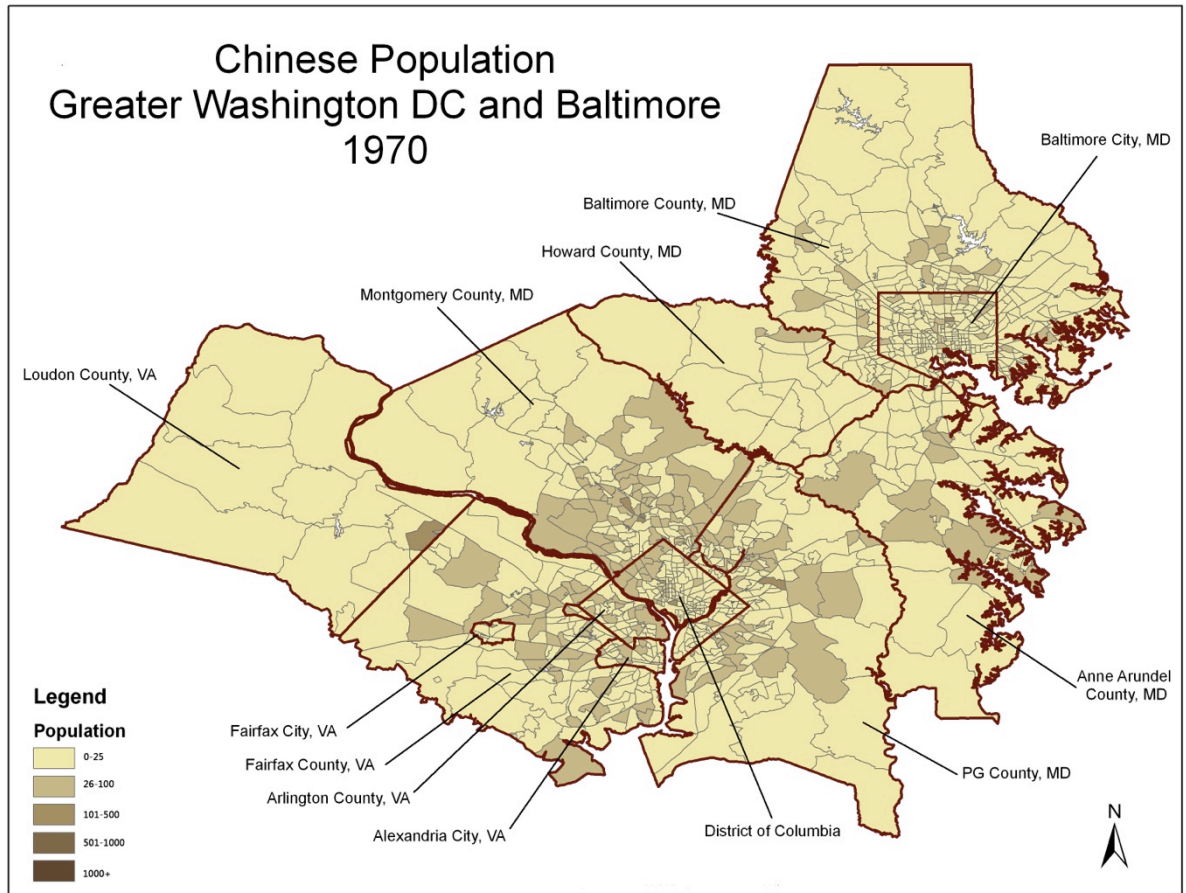 Chinese Population
Greater Washington DC and Baltimore
1970
Baltimore City, MD
Baltimore County, MD
Howard County, MD
Montgomery County, MD
Loudon County, VA
Anne Arundel
County, MD
Legend
Population
0-25
26-100
101-500
501-1000
1000+
Fairfax City, VA
Fairfax County, VA
Arlington County, VA
Alexandria City, VA
District of Columbia
PG County, MD
N